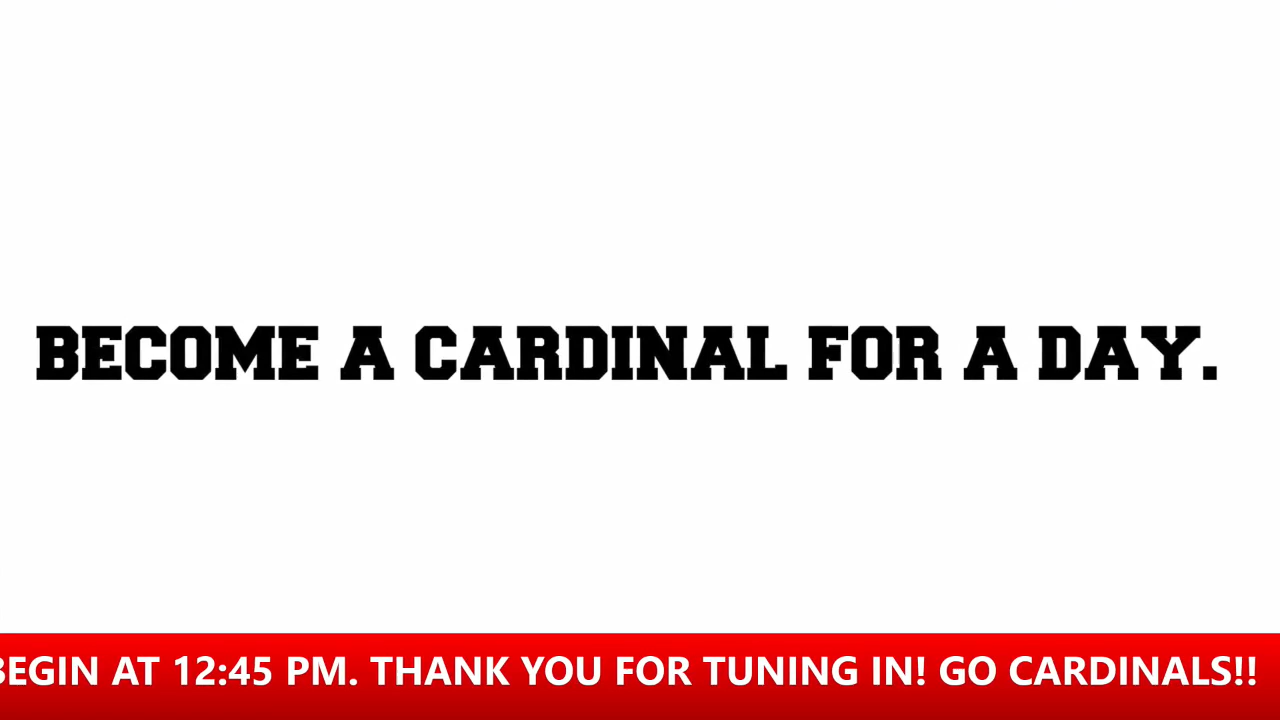 BECOME A CARDINAL FOR A DAY.
BEGIN AT 12:45 PM. THANK YOU FOR TUNING IN! GO CARDINALS!!